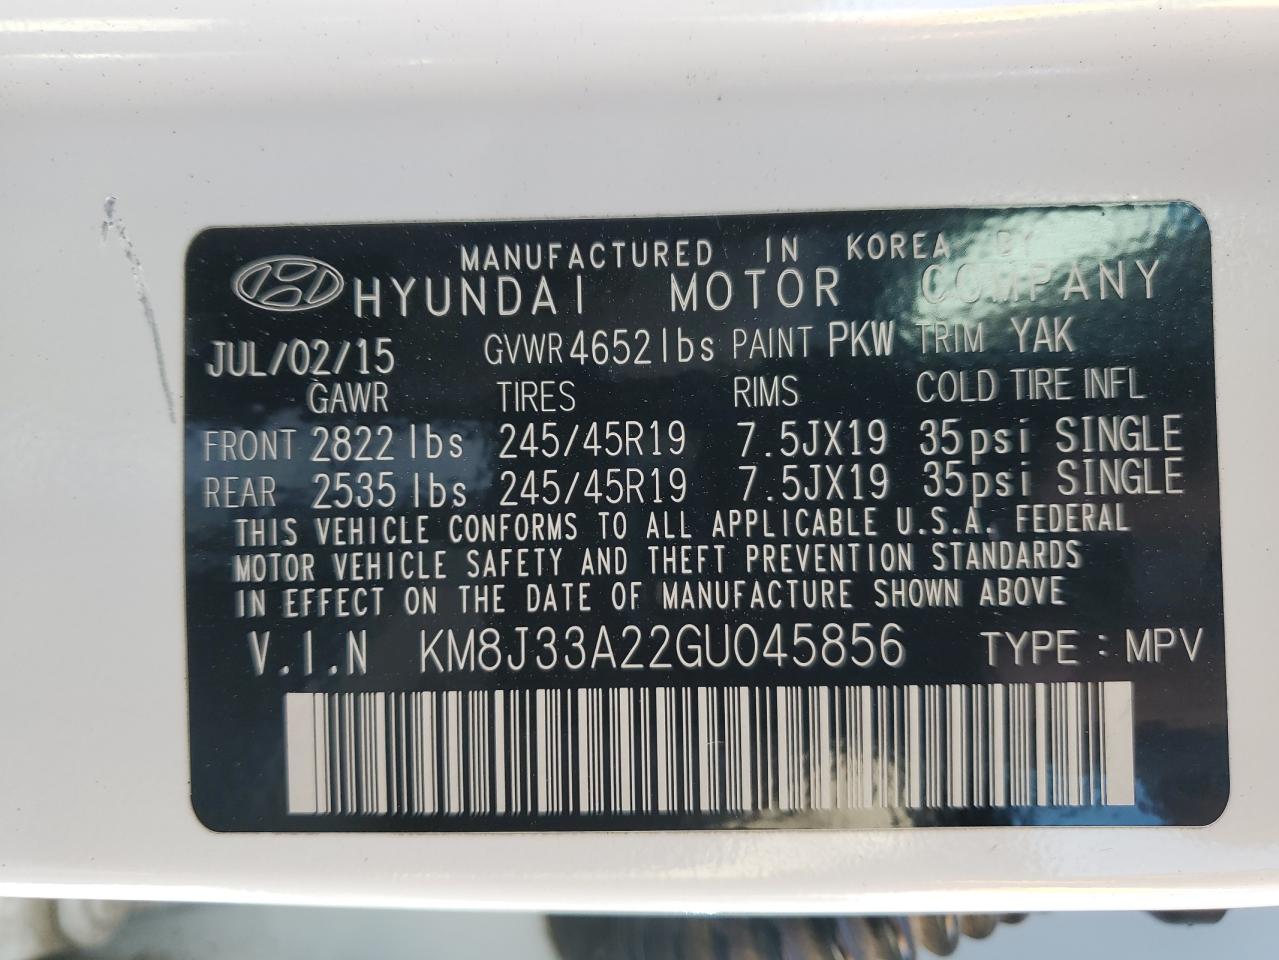 MANUFACTURED IN KOREA BY
HYUNDAI MOTOR COMPANY
JUL/02/15 GVWR 4652 lbs PAINT PKW TRIM YAK
GAWR TIRES RIMS COLD TIRE INFL
FRONT 2822 lbs 245/45R19 7.5JX19 35psi SINGLE
REAR 2535 lbs 245/45R19 7.5JX19 35psi SINGLE
THIS VEHICLE CONFORMS TO ALL APPLICABLE U.S.A. FEDERAL
MOTOR VEHICLE SAFETY AND THEFT PREVENTION STANDARDS
IN EFFECT ON THE DATE OF MANUFACTURE SHOWN ABOVE
V.I.N KM8J33A22GU045856 TYPE : MPV